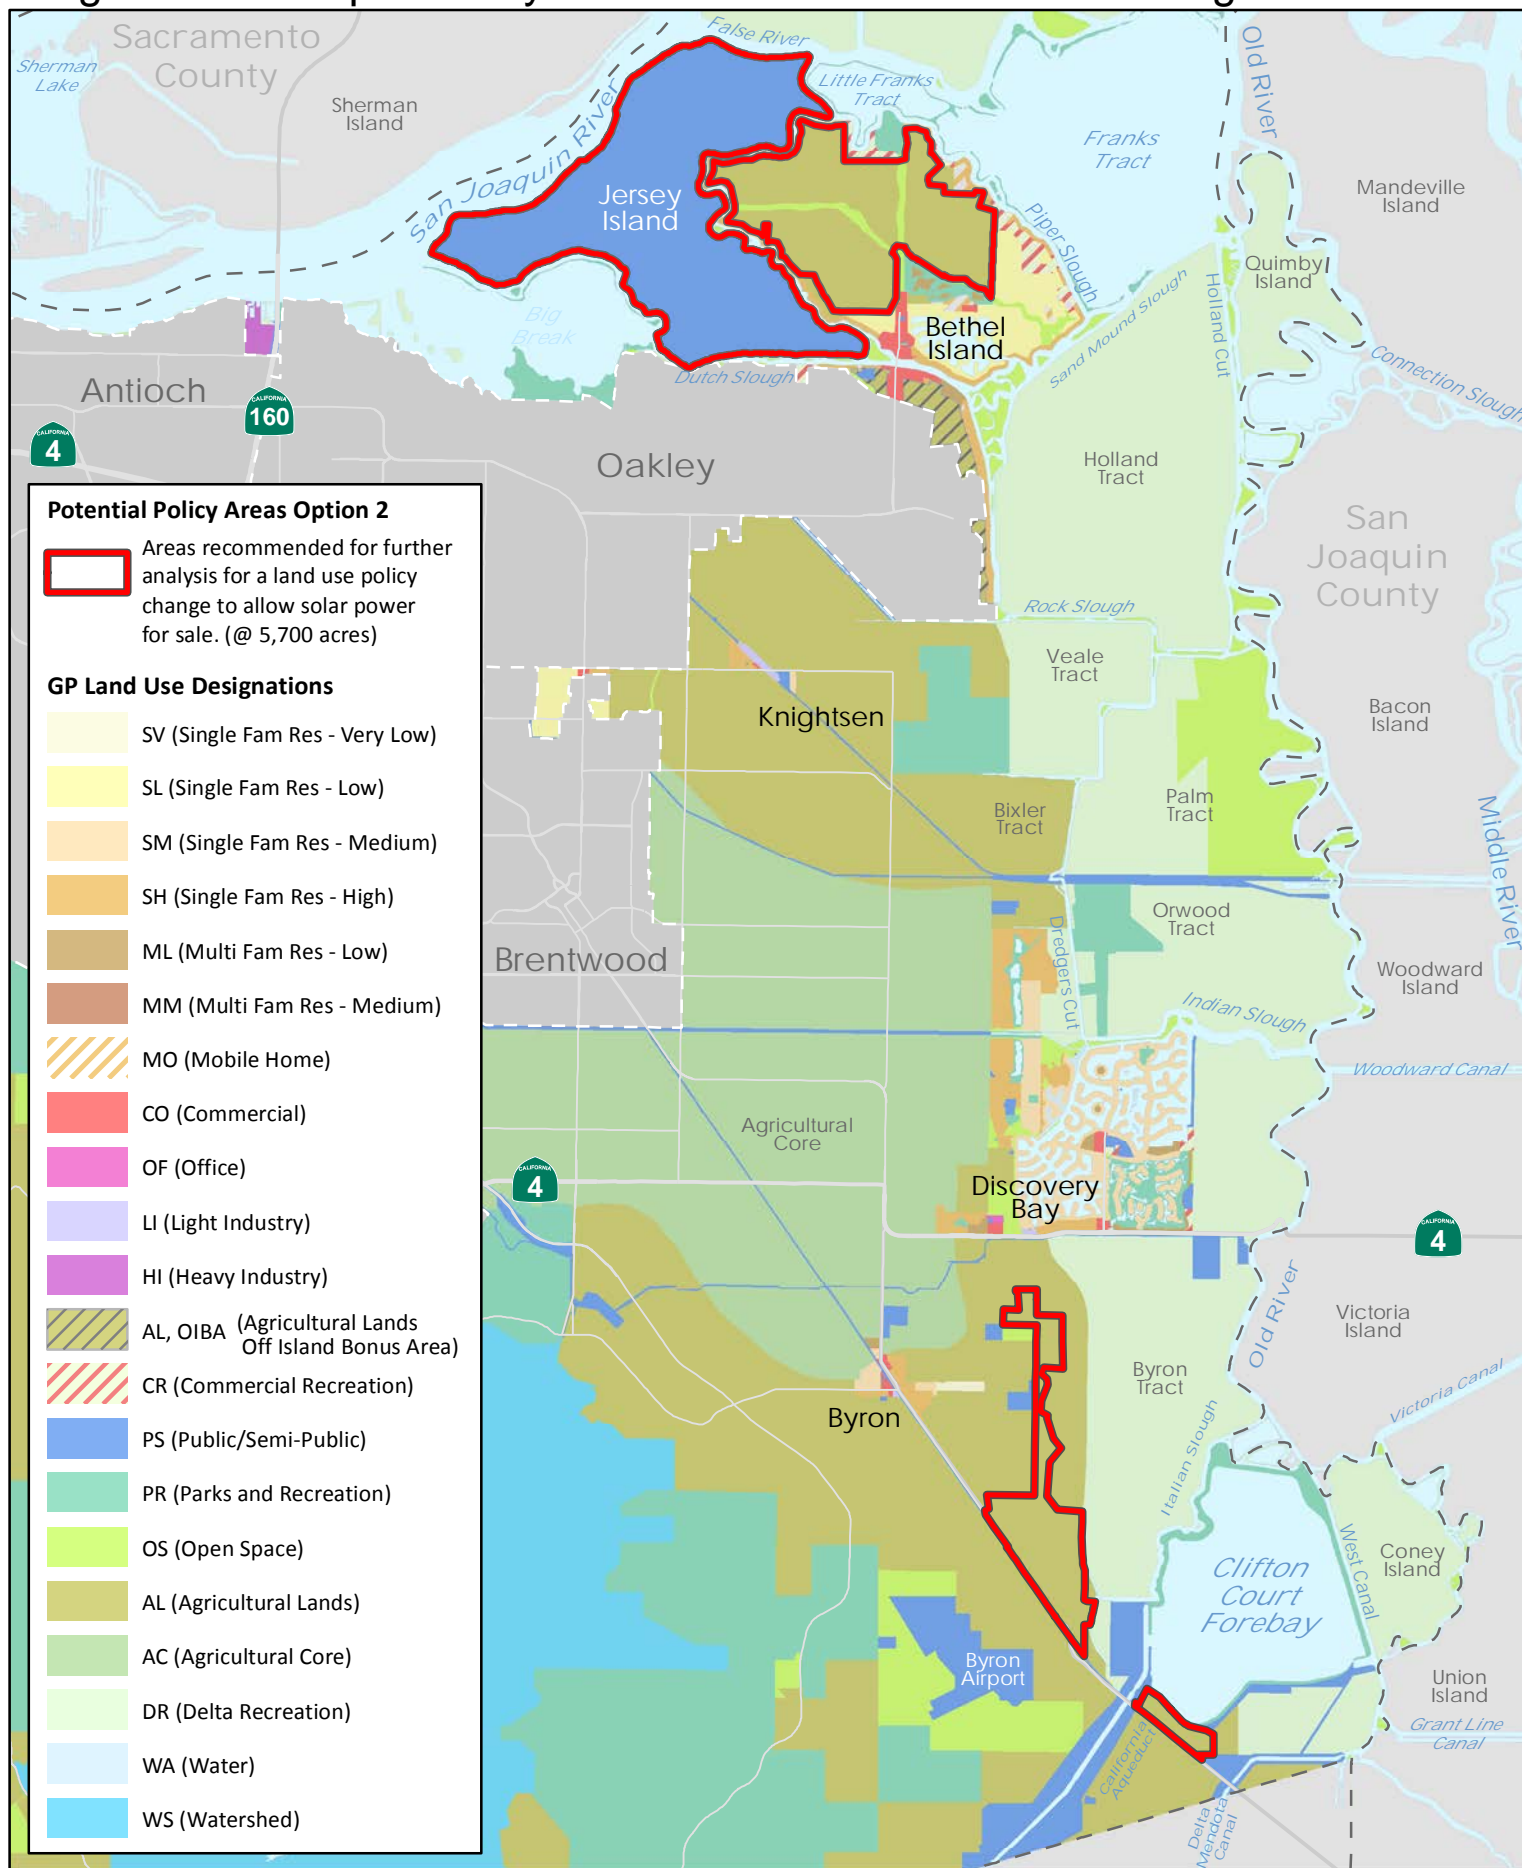 Sacramento
County
Sherman
Lake
Sherman
Island
San Joaquin River
False River
Little Franks
Tract
Franks
Tract
Old River
Mandeville
Island
Jersey
Island
Piper Slough
Quimby
Island
Holland Cut
Sand Mound Slough
Big
Break
Bethel
Island
Connection Slough
Dutch Slough
Antioch
CALIFORNIA
160
CALIFORNIA
4
Oakley
Holland
Tract
San
Joaquin
County
Rock Slough
Veale
Tract
Bacon
Island
Knightsen
Palm
Tract
Bixler
Tract
Middle River
Orwood
Tract
Dredgers Cut
Brentwood
Woodward
Island
Indian Slough
Woodward Canal
Agricultural
Core
CALIFORNIA
4
Discovery
Bay
CALIFORNIA
4
Old River
Victoria
Island
Byron
Tract
Victoria Canal
Byron
Italian Slough
West Canal
Coney
Island
Clifton
Court
Forebay
Byron
Airport
Union
Island
Grant Line
Canal
California
Aqueduct
Delta
Mendota
Canal
Potential Policy Areas Option 2
Areas recommended for further
analysis for a land use policy
change to allow solar power
for sale. (@ 5,700 acres)
GP Land Use Designations
SV (Single Fam Res - Very Low)
SL (Single Fam Res - Low)
SM (Single Fam Res - Medium)
SH (Single Fam Res - High)
ML (Multi Fam Res - Low)
MM (Multi Fam Res - Medium)
MO (Mobile Home)
CO (Commercial)
OF (Office)
LI (Light Industry)
HI (Heavy Industry)
AL, OIBA (Agricultural Lands
Off Island Bonus Area)
CR (Commercial Recreation)
PS (Public/Semi-Public)
PR (Parks and Recreation)
OS (Open Space)
AL (Agricultural Lands)
AC (Agricultural Core)
DR (Delta Recreation)
WA (Water)
WS (Watershed)